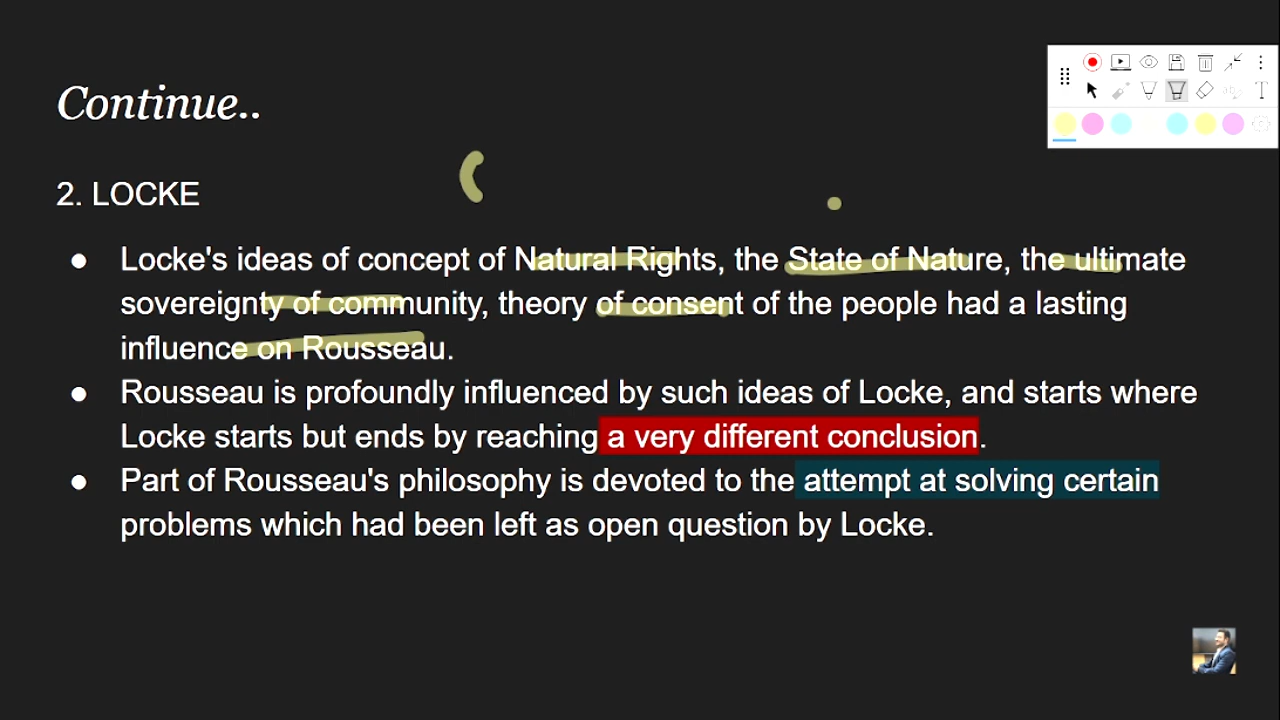 Continue..
2. LOCKE
● Locke's ideas of concept of Natural Rights, the State of Nature, the ultimate
sovereignty of community, theory of consent of the people had a lasting
influence on Rousseau.
● Rousseau is profoundly influenced by such ideas of Locke, and starts where
Locke starts but ends by reaching a very different conclusion.
● Part of Rousseau's philosophy is devoted to the attempt at solving certain
problems which had been left as open question by Locke.